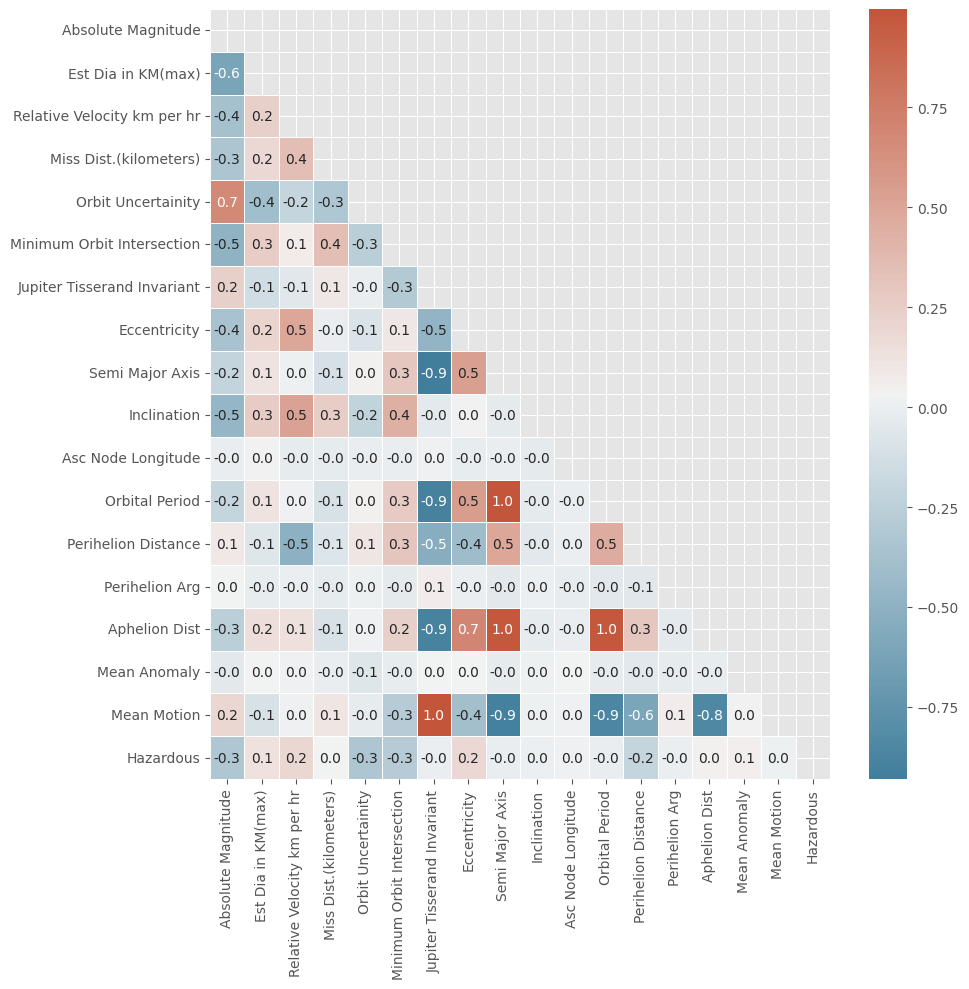 Absolute Magnitude
Est Dia in KM(max) -0.6
Relative Velocity km per hr -0.4 0.2
Miss Dist.(kilometers) -0.3 0.2 0.4
Orbit Uncertainity 0.7 -0.4 -0.2 -0.3
Minimum Orbit Intersection -0.5 0.3 0.1 0.4 -0.3
Jupiter Tisserand Invariant 0.2 -0.1 -0.1 0.1 -0.0 -0.3
Eccentricity -0.4 0.2 0.5 -0.0 -0.1 0.1 -0.5
Semi Major Axis -0.2 0.1 0.0 -0.1 0.0 0.3 -0.9 0.5
Inclination -0.5 0.3 0.5 0.3 -0.2 0.4 -0.0 0.0 -0.0
Asc Node Longitude -0.0 0.0 -0.0 -0.0 -0.0 -0.0 0.0 -0.0 -0.0 -0.0
Orbital Period -0.2 0.1 0.0 -0.1 0.0 0.3 -0.9 0.5 1.0 -0.0 -0.0
Perihelion Distance 0.1 -0.1 -0.5 -0.1 0.1 0.3 -0.5 -0.4 0.5 -0.0 0.0 0.5
Perihelion Arg 0.0 -0.0 -0.0 -0.0 0.0 -0.0 0.1 -0.0 -0.0 0.0 -0.0 -0.0 -0.1
Aphelion Dist -0.3 0.2 0.1 -0.1 0.0 0.2 -0.9 0.7 1.0 -0.0 -0.0 1.0 0.3 -0.0
Mean Anomaly -0.0 0.0 0.0 -0.0 -0.1 -0.0 0.0 0.0 -0.0 0.0 0.0 -0.0 -0.0 -0.0 -0.0
Mean Motion 0.2 -0.1 0.0 0.1 -0.0 -0.3 1.0 -0.4 -0.9 0.0 0.0 -0.9 -0.6 0.1 -0.8 0.0
Hazardous -0.3 0.1 0.2 0.0 -0.3 -0.3 -0.0 0.2 -0.0 0.0 -0.0 -0.0 -0.2 -0.0 0.0 0.1 0.0
Absolute Magnitude
Est Dia in KM(max)
Relative Velocity km per hr
Miss Dist.(kilometers)
Orbit Uncertainity
Minimum Orbit Intersection
Jupiter Tisserand Invariant
Eccentricity
Semi Major Axis
Inclination
Asc Node Longitude
Orbital Period
Perihelion Distance
Perihelion Arg
Aphelion Dist
Mean Anomaly
Mean Motion
Hazardous
0.75
0.50
0.25
0.00
−0.25
−0.50
−0.75